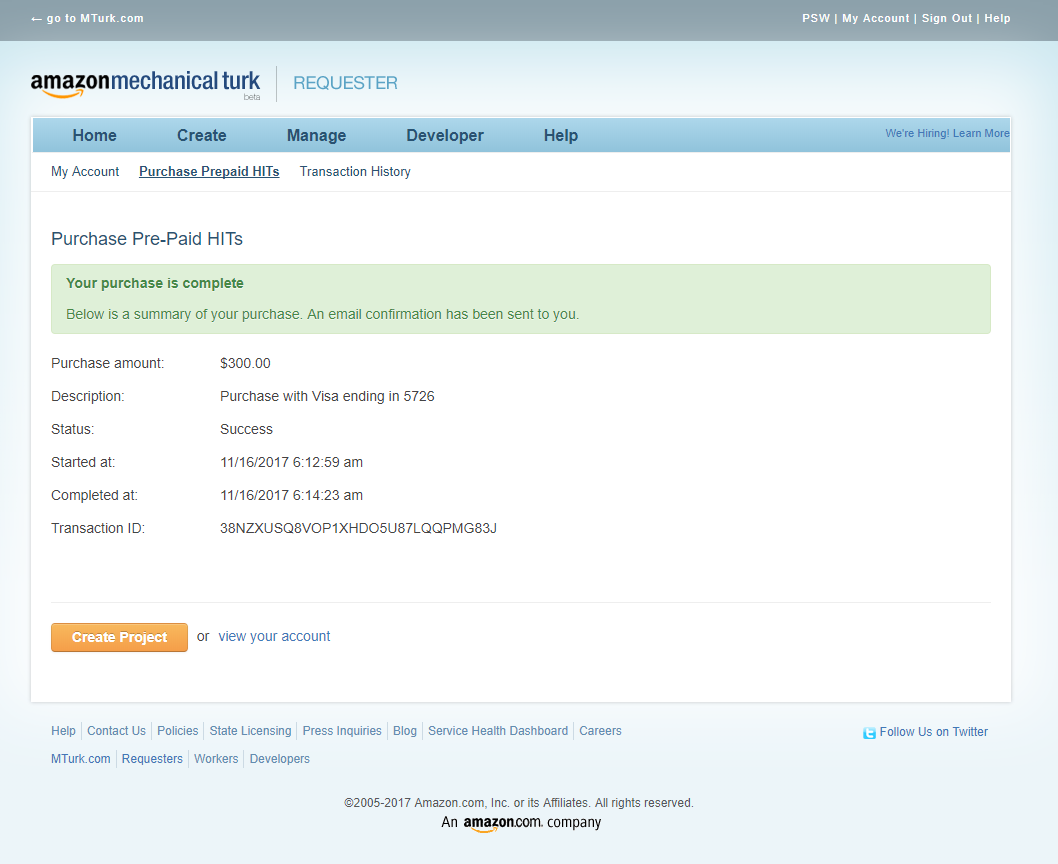 ← go to MTurk.com
PSW | My Account | Sign Out | Help
amazonmechanical turk
beta
REQUESTER
Home Create Manage Developer Help
We're Hiring! Learn More
My Account Purchase Prepaid HITs Transaction History
Purchase Pre-Paid HITs
Your purchase is complete
Below is a summary of your purchase. An email confirmation has been sent to you.
Purchase amount: $300.00
Description: Purchase with Visa ending in 5726
Status: Success
Started at: 11/16/2017 6:12:59 am
Completed at: 11/16/2017 6:14:23 am
Transaction ID: 38NZXUSQ8VOP1XHDO5U87LQQPMG83J
Create Project or view your account
Help Contact Us Policies State Licensing Press Inquiries Blog Service Health Dashboard Careers
Follow Us on Twitter
MTurk.com Requesters Workers Developers
©2005-2017 Amazon.com, Inc. or its Affiliates. All rights reserved.
An amazon.com. company